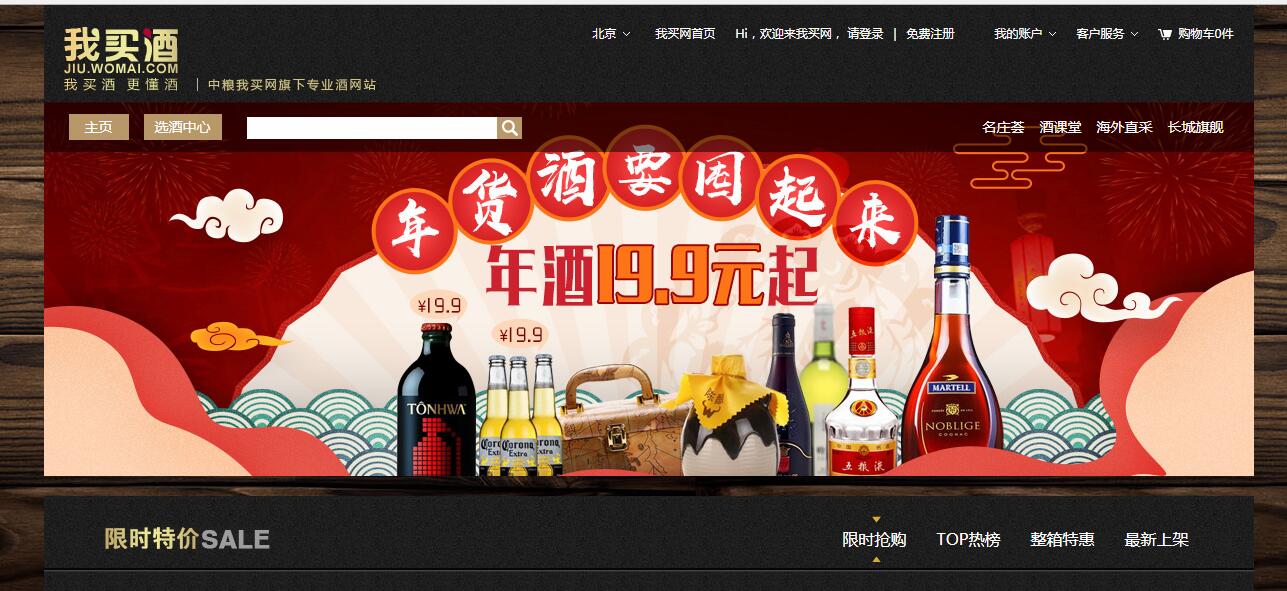 我买酒
JIU.WOMAI.COM
我买酒 更懂酒 | 中粮我买网旗下专业酒网站
北京 我买网首页 Hi，欢迎来我买网，请登录 | 免费注册 我的账户 客户服务 购物车0件
主页 选酒中心 名庄荟 酒课堂 海外直采 长城旗舰
年货酒要囤起来
年酒19.9元起
¥19.9
¥19.9
TÔNHWA
Corona Extra
Corona Extra
Corona Extra
五粮液
五粮液
MARTELL
NOBLIGE
COGNAC
限时特价SALE
限时抢购 TOP热榜 整箱特惠 最新上架